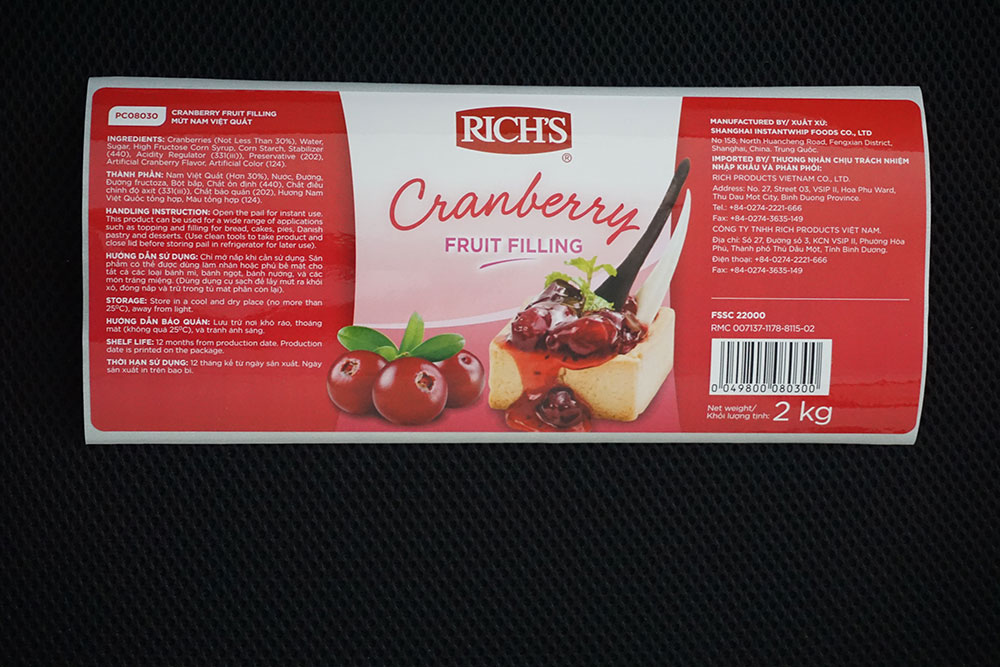 PC08030
CRANBERRY FRUIT FILLING
MỨT NAM VIỆT QUẤT
INGREDIENTS: Cranberries (Not Less Than 30%), Water,
Sugar, High Fructose Corn Syrup, Corn Starch, Stabilizer
(440), Acidity Regulator (331(iii)), Preservative (202),
Artificial Cranberry Flavor, Artificial Color (124).
THÀNH PHẦN: Nam Việt Quất (Hơn 30%), Nước, Đường,
Đường fructoza, Bột bắp, Chất ổn định (440), Chất điều
chỉnh độ axit (331(iii)), Chất bảo quản (202), Hương Nam
Việt Quốc tổng hợp, Màu tổng hợp (124).
HANDLING INSTRUCTION: Open the pail for instant use.
This product can be used for a wide range of applications
such as topping and filling for bread, cakes, pies, Danish
pastry and desserts. (Use clean tools to take product and
close lid before storing pail in refrigerator for later use).
HƯỚNG DẪN SỬ DỤNG: Chỉ mở nắp khi cần sử dụng. Sản
phẩm có thể được dùng làm nhân hoặc phủ bề mặt cho
tất cả các loại bánh mì, bánh ngọt, bánh nướng, và các
món tráng miệng. (Dùng dụng cụ sạch để lấy mứt ra khỏi
xô, đóng nắp và trữ trong tủ mát phần còn lại).
STORAGE: Store in a cool and dry place (no more than
25°C), away from light.
HƯỚNG DẪN BẢO QUẢN: Lưu trữ nơi khô ráo, thoáng
mát (không quá 25°C), và tránh ánh sáng.
SHELF LIFE: 12 months from production date. Production
date is printed on the package.
THỜI HẠN SỬ DỤNG: 12 tháng kể từ ngày sản xuất. Ngày
sản xuất in trên bao bì.
RICH'S
®
Cranberry
FRUIT FILLING
MANUFACTURED BY/ XUẤT XỨ:
SHANGHAI INSTANTWHIP FOODS CO., LTD
No 158, North Huancheng Road, Fengxian District,
Shanghai, China. Trung Quốc.
IMPORTED BY/ THƯƠNG NHÂN CHỊU TRÁCH NHIỆM
NHẬP KHẨU VÀ PHÂN PHỐI:
RICH PRODUCTS VIETNAM CO., LTD.
Address: No. 27, Street 03, VSIP II, Hoa Phu Ward,
Thu Dau Mot City, Binh Duong Province.
Tel.: +84-0274-2221-666
Fax: +84-0274-3635-149
CÔNG TY TNHH RICH PRODUCTS VIỆT NAM.
Địa chỉ: Số 27, Đường số 3, KCN VSIP II, Phường Hòa
Phú, Thành phố Thủ Dầu Một, Tỉnh Bình Dương.
Điện thoại: +84-0274-2221-666
Fax: +84-0274-3635-149
FSSC 22000
RMC 007137-1178-8115-02
0 049800 080300
Net weight/
Khối lượng tịnh: 2 kg